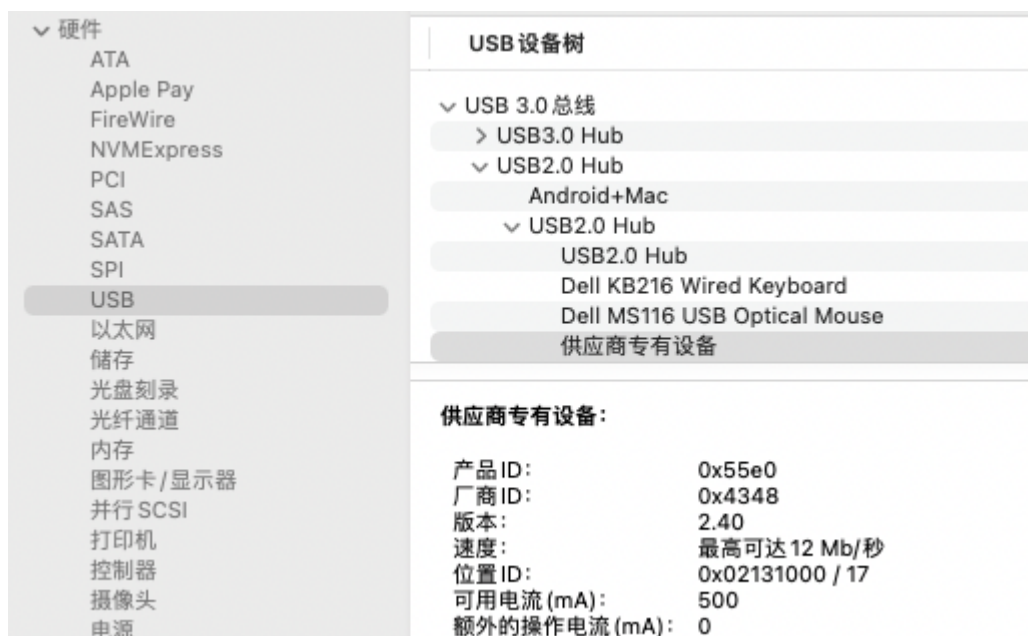 硬件
ATA
Apple Pay
FireWire
NVMExpress
PCI
SAS
SATA
SPI
USB
以太网
储存
光盘刻录
光纤通道
内存
图形卡/显示器
并行SCSI
打印机
控制器
摄像头
电源
USB设备树
USB 3.0总线
USB3.0 Hub
USB2.0 Hub
Android+Mac
USB2.0 Hub
USB2.0 Hub
Dell KB216 Wired Keyboard
Dell MS116 USB Optical Mouse
供应商专有设备
供应商专有设备:
产品ID: 0x55e0
厂商ID: 0x4348
版本: 2.40
速度: 最高可达12 Mb/秒
位置ID: 0x02131000 / 17
可用电流(mA): 500
额外的操作电流(mA): 0